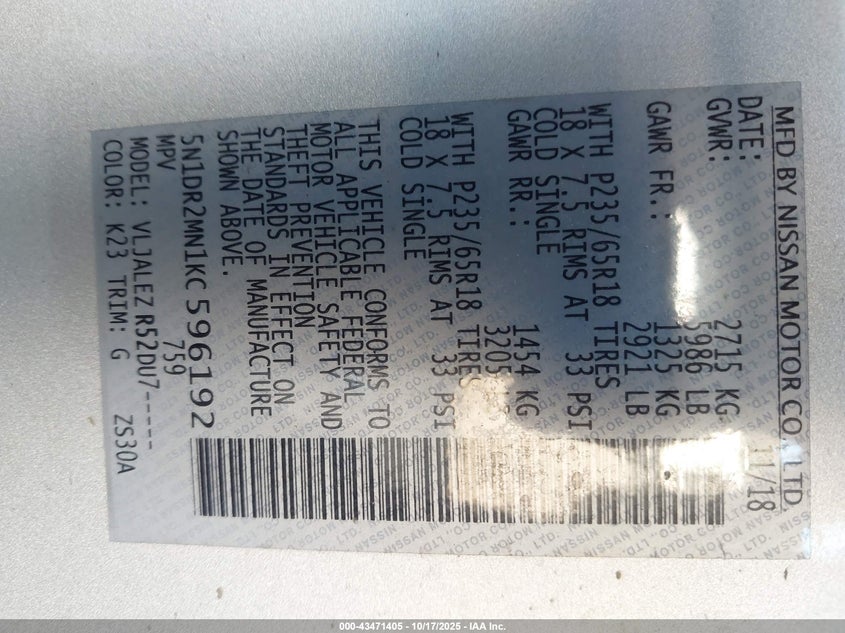 MFD BY NISSAN MOTOR CO., LTD.
DATE: 11/18
GVWR: 2715 KG
5986 LB
GAWR FR.: 1325 KG
2921 LB
WITH P235/65R18 TIRES
18 X 7.5 RIMS AT 33 PSI
COLD SINGLE
GAWR RR.: 1454 KG
3205
WITH P235/65R18 TIRES
18 X 7.5 RIMS AT 33 PSI
COLD SINGLE
THIS VEHICLE CONFORMS TO
ALL APPLICABLE FEDERAL
MOTOR VEHICLE SAFETY AND
THEFT PREVENTION
STANDARDS IN EFFECT ON
THE DATE OF MANUFACTURE
SHOWN ABOVE.
5N1DR2MN1KC596192
MPV 759
MODEL: VLJALEZ R52DU7-----
COLOR: K23 TRIM: G ZS30A
000-43471405 - 10/17/2025 - IAA Inc.